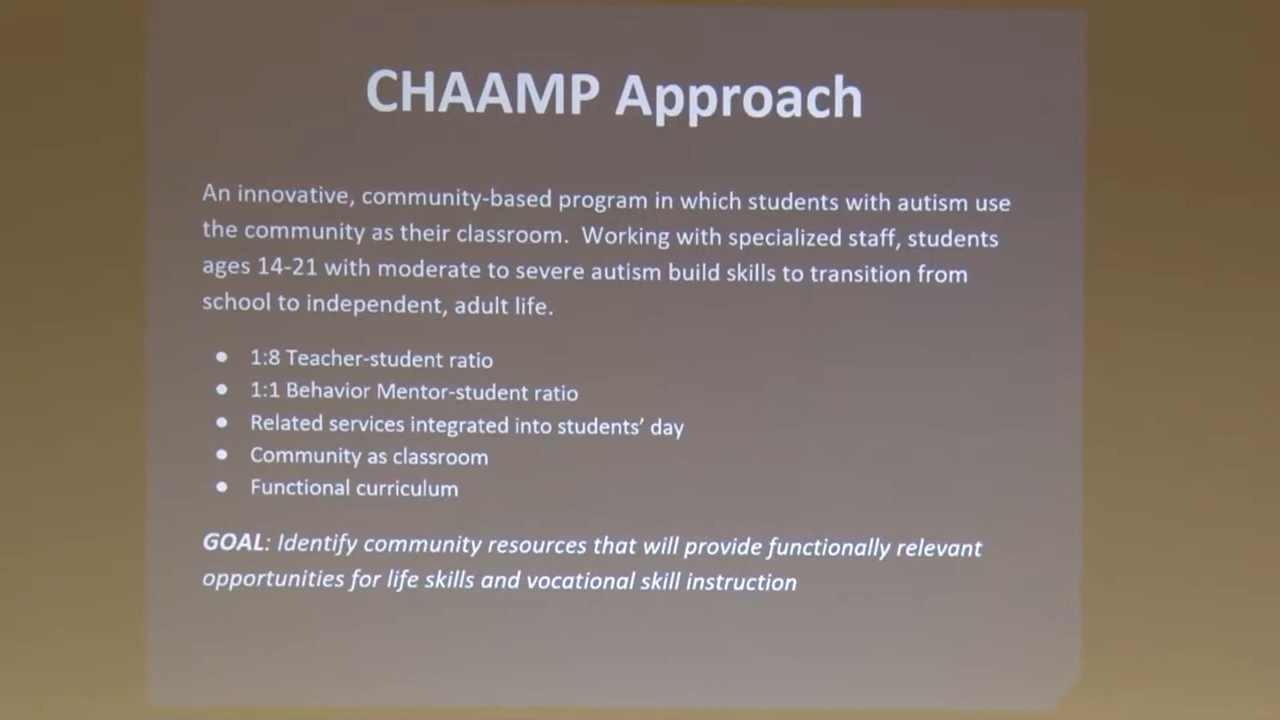 CHAAMP Approach
An innovative, community-based program in which students with autism use
the community as their classroom.  Working with specialized staff, students
ages 14-21 with moderate to severe autism build skills to transition from
school to independent, adult life.
● 1:8 Teacher-student ratio
● 1:1 Behavior Mentor-student ratio
● Related services integrated into students’ day
● Community as classroom
● Functional curriculum
GOAL: Identify community resources that will provide functionally relevant
opportunities for life skills and vocational skill instruction